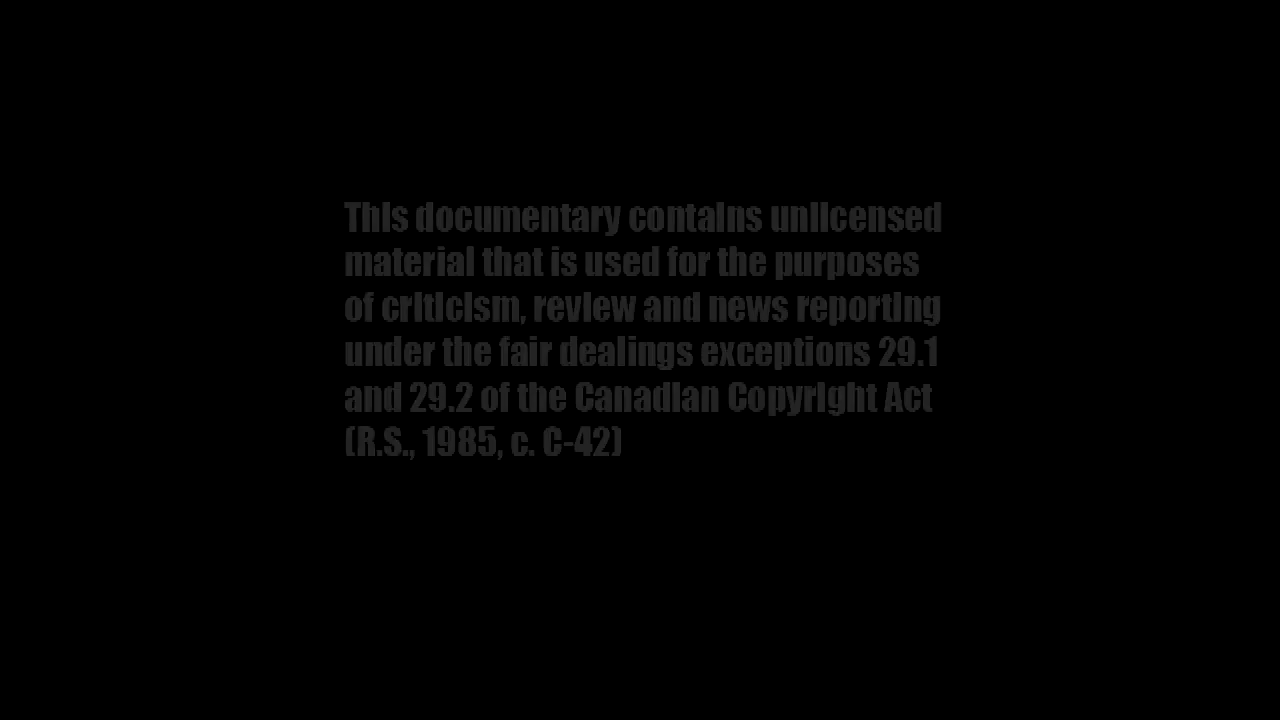 This documentary contains unlicensed
material that is used for the purposes
of criticism, review and news reporting
under the fair dealings exceptions 29.1
and 29.2 of the Canadian Copyright Act
(R.S., 1985, c. C-42)